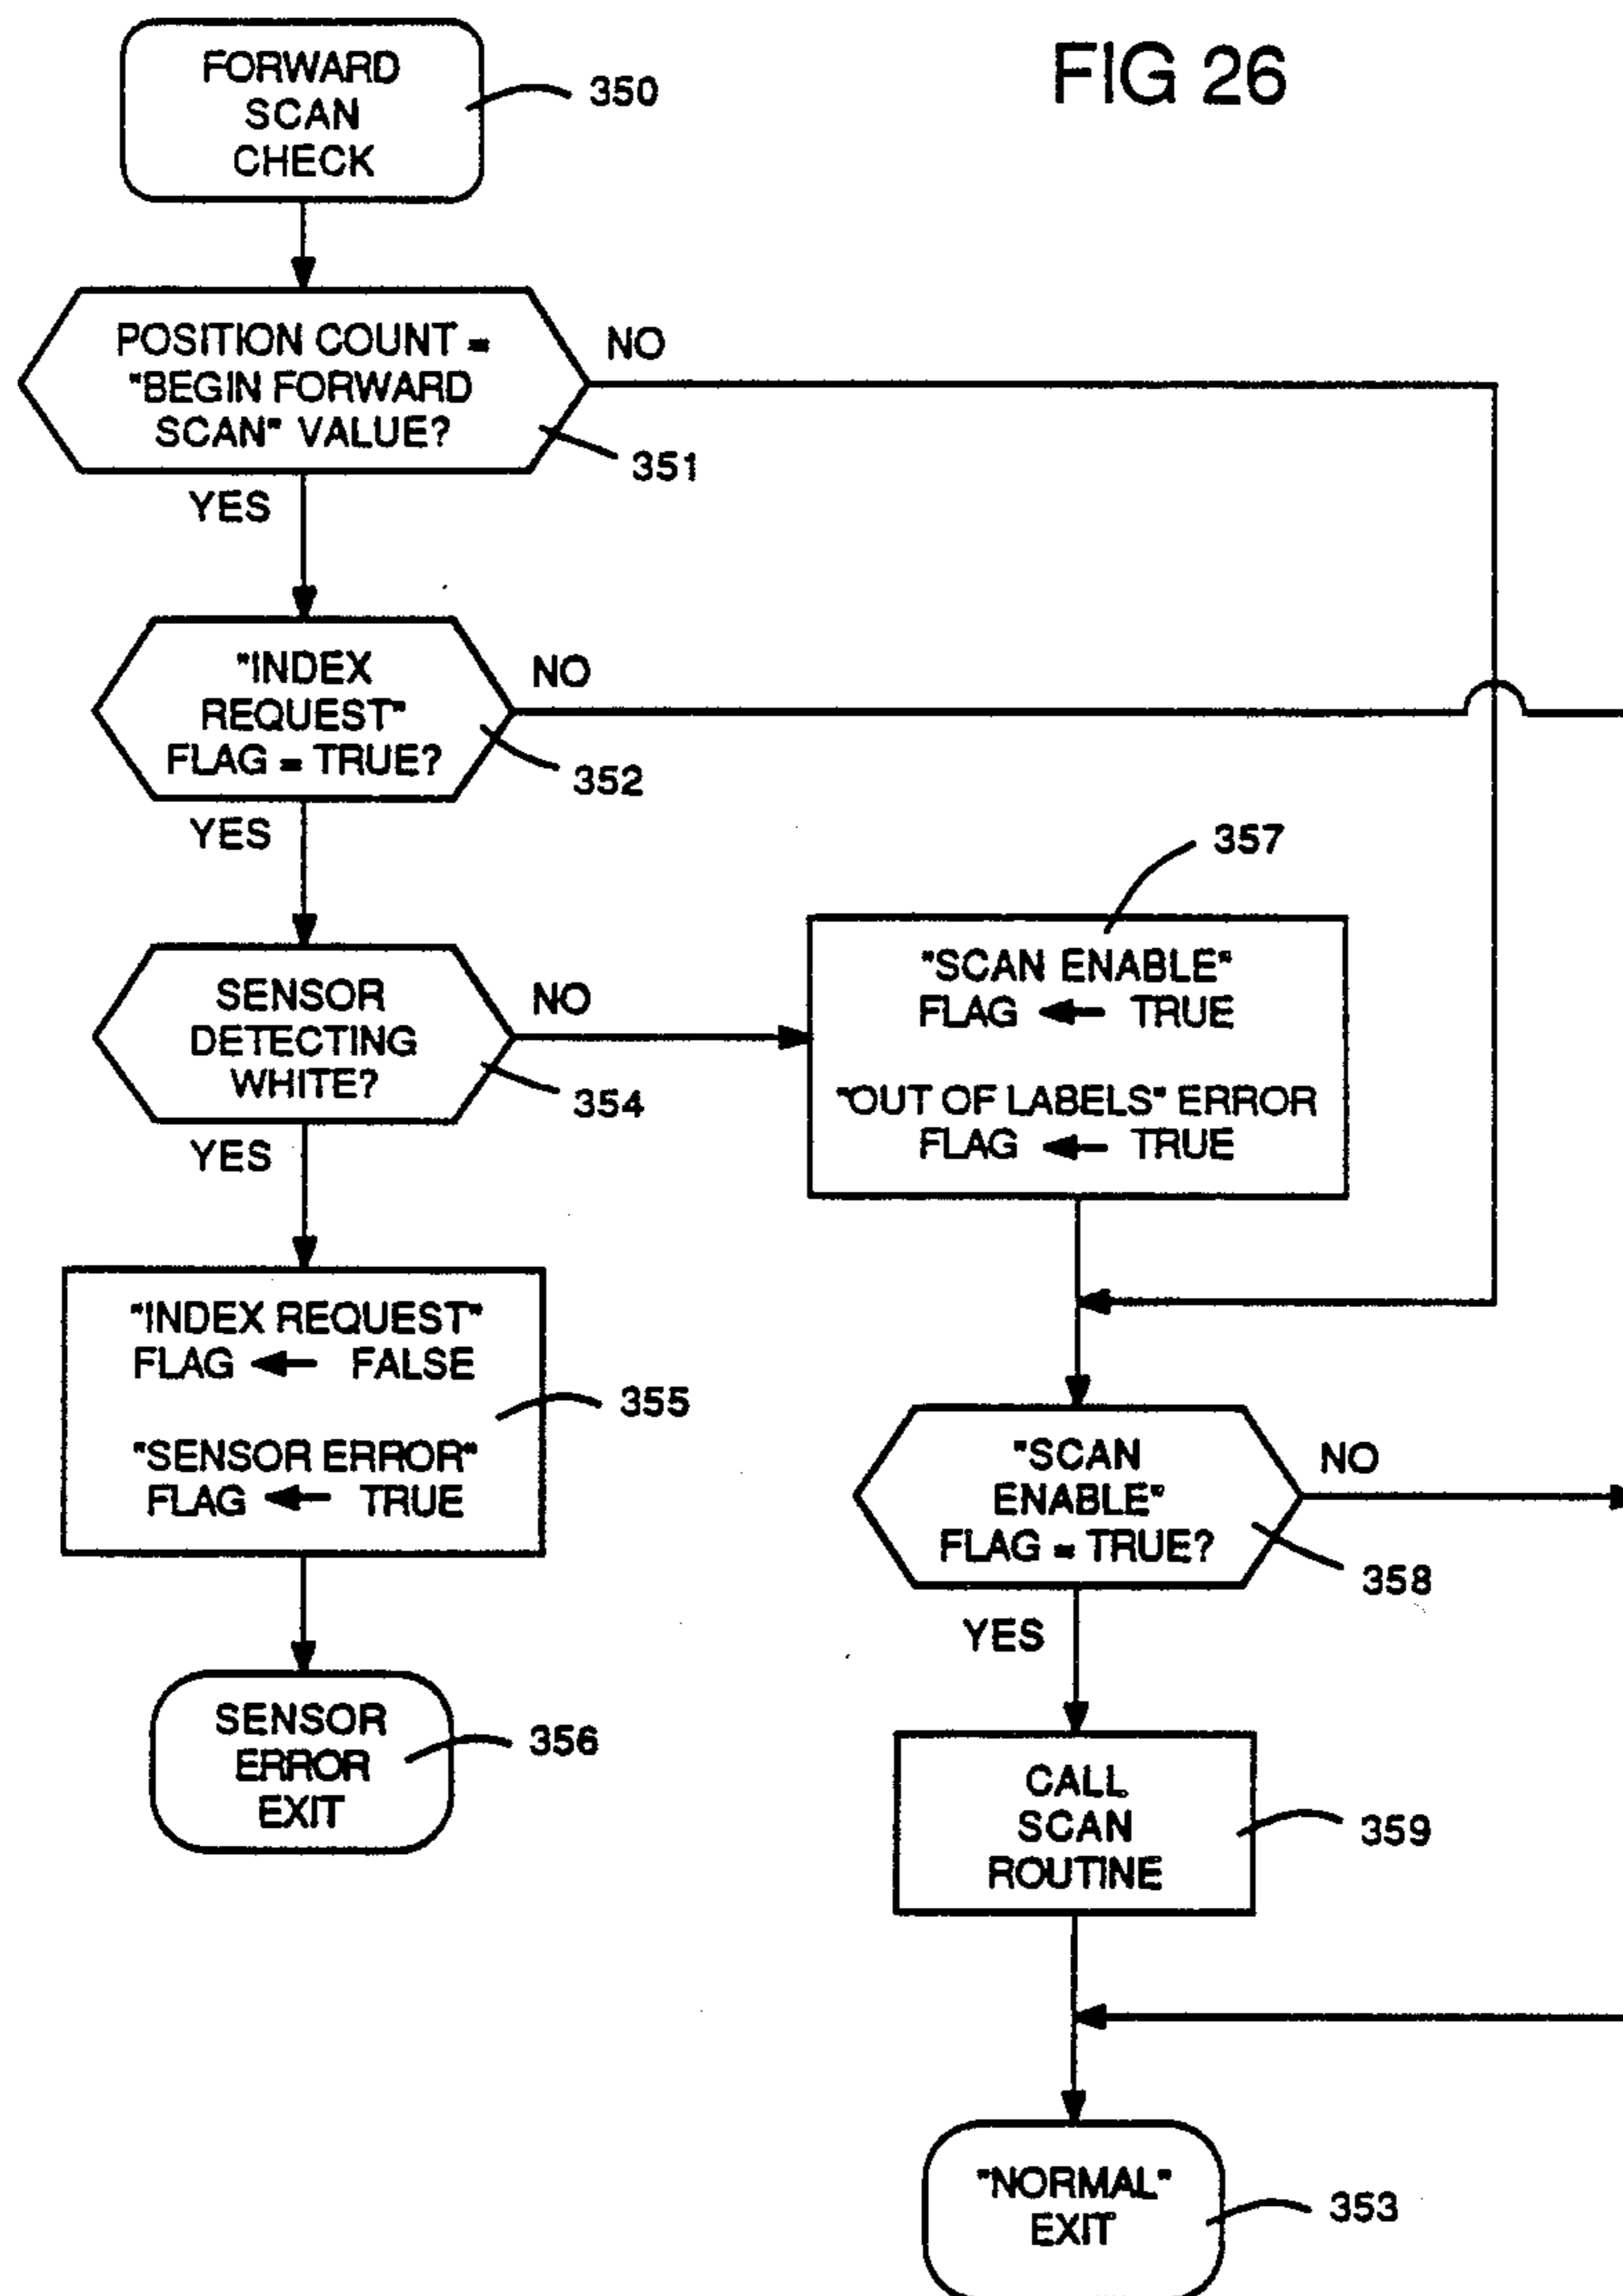 FIG 26
FORWARD
SCAN
CHECK
350
POSITION COUNT =
"BEGIN FORWARD
SCAN" VALUE?
NO
351
YES
"INDEX
REQUEST"
FLAG = TRUE?
NO
352
YES
SENSOR
DETECTING
WHITE?
NO
354
YES
357
"SCAN ENABLE"
FLAG ← TRUE
"OUT OF LABELS" ERROR
FLAG ← TRUE
"INDEX REQUEST"
FLAG ← FALSE
"SENSOR ERROR"
FLAG ← TRUE
355
SENSOR
ERROR
EXIT
356
"SCAN
ENABLE"
FLAG = TRUE?
NO
358
YES
CALL
SCAN
ROUTINE
359
"NORMAL"
EXIT
353